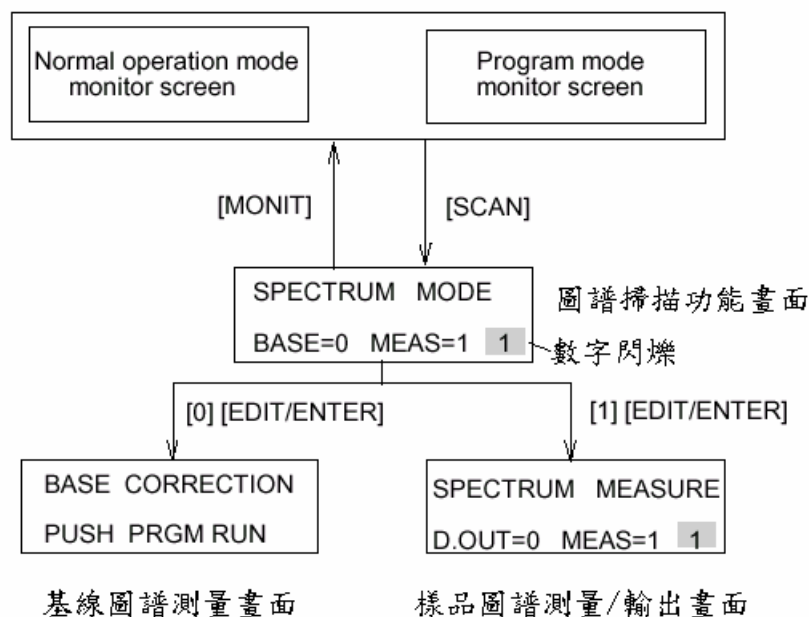 Normal operation mode
monitor screen
Program mode
monitor screen
[MONIT]
[SCAN]
SPECTRUM MODE
BASE=0 MEAS=1 1
圖譜掃描功能畫面
數字閃爍
[0] [EDIT/ENTER]
[1] [EDIT/ENTER]
BASE CORRECTION
PUSH PRGM RUN
SPECTRUM MEASURE
D.OUT=0 MEAS=1 1
基線圖譜測量畫面
樣品圖譜測量/輸出畫面